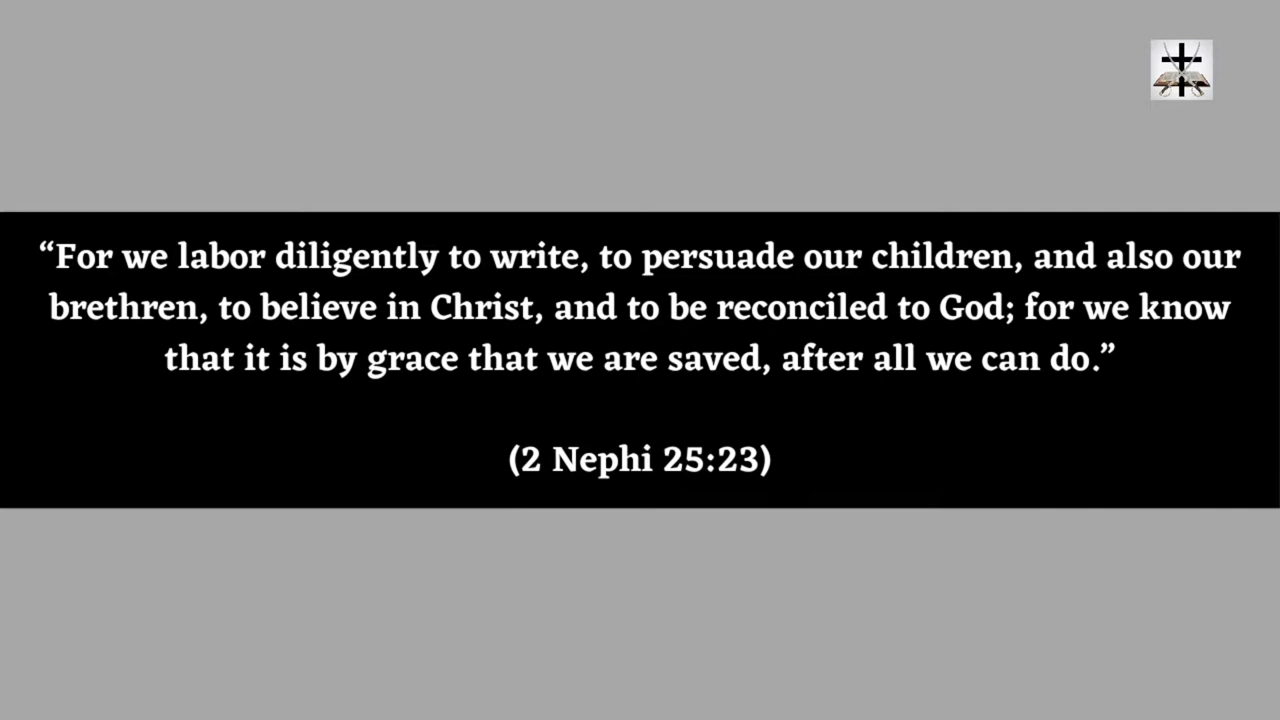 “For we labor diligently to write, to persuade our children, and also our
brethren, to believe in Christ, and to be reconciled to God; for we know
that it is by grace that we are saved, after all we can do.”
(2 Nephi 25:23)